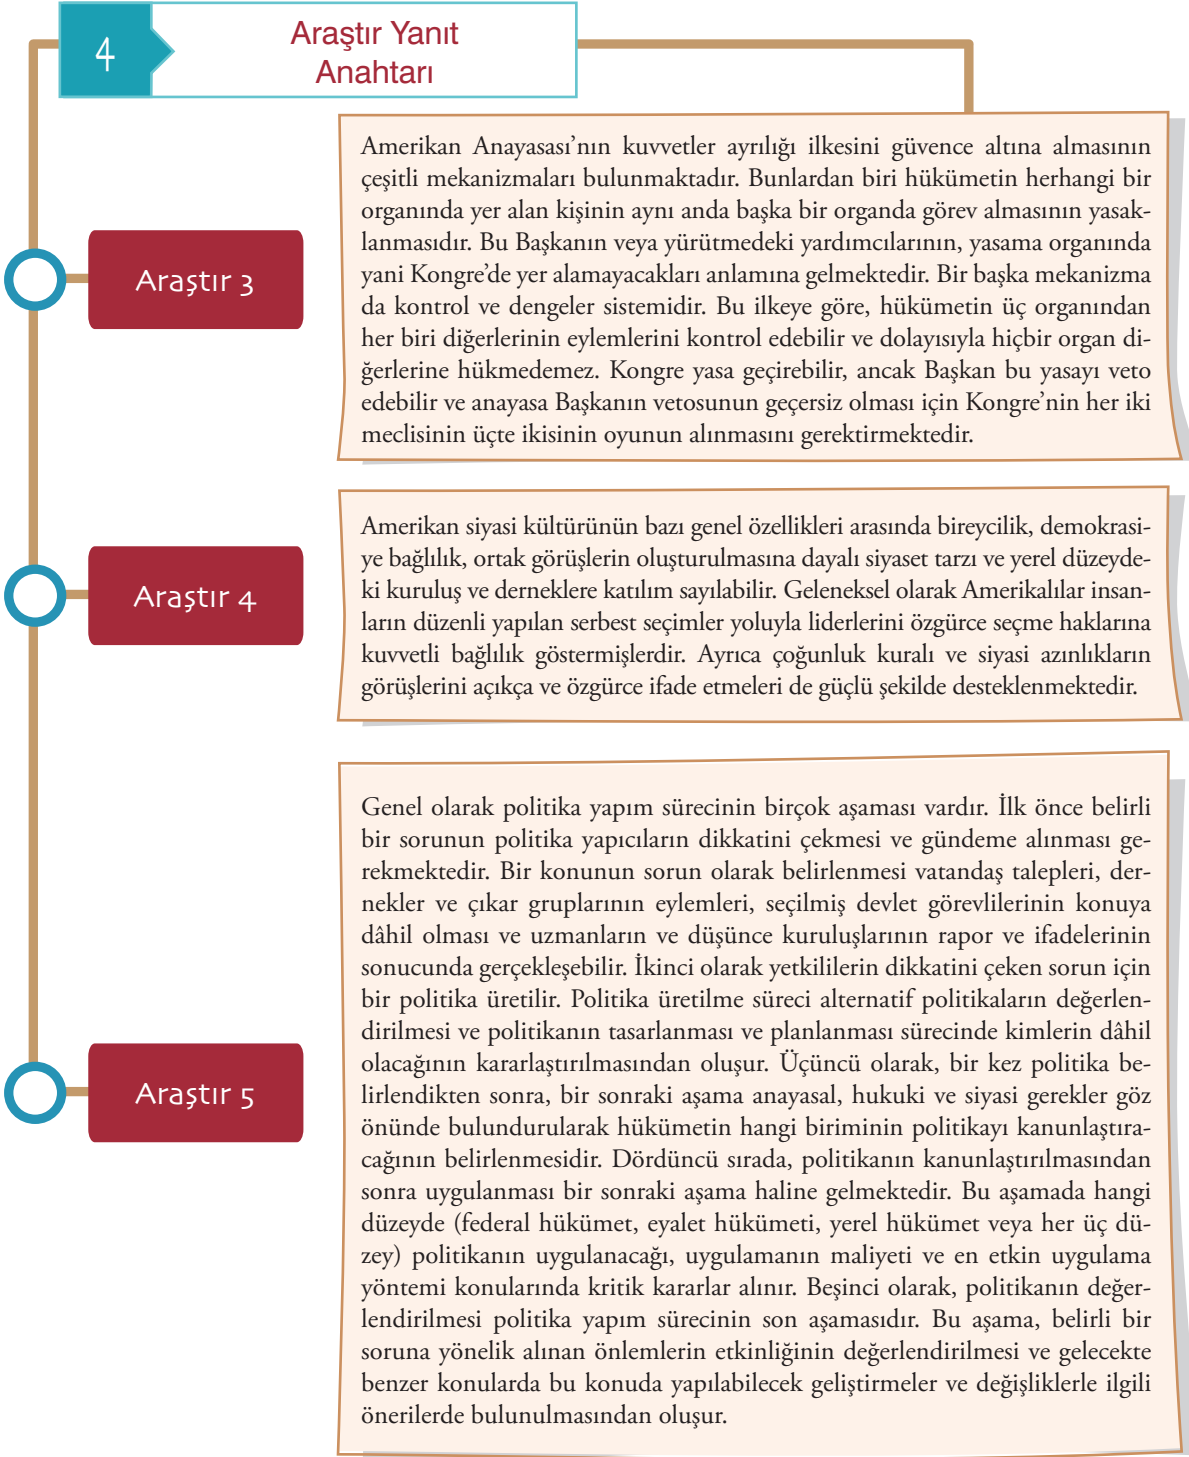 4
Araştır Yanıt
Anahtarı
Araştır 3
Amerikan Anayasası’nın kuvvetler ayrılığı ilkesini güvence altına almasının
çeşitli mekanizmaları bulunmaktadır. Bunlardan biri hükümetin herhangi bir
organında yer alan kişinin aynı anda başka bir organda görev almasının yasak-
lanmasıdır. Bu Başkanın veya yürütmedeki yardımcılarının, yasama organında
yani Kongre’de yer alamayacakları anlamına gelmektedir. Bir başka mekanizma
da kontrol ve dengeler sistemidir. Bu ilkeye göre, hükümetin üç organından
her biri diğerlerinin eylemlerini kontrol edebilir ve dolayısıyla hiçbir organ di-
ğerlerine hükmedemez. Kongre yasa geçirebilir, ancak Başkan bu yasayı veto
edebilir ve anayasa Başkanın vetosunun geçersiz olması için Kongre’nin her iki
meclisinin üçte ikisinin oyunun alınmasını gerektirmektedir.
Araştır 4
Amerikan siyasi kültürünün bazı genel özellikleri arasında bireycilik, demokrasi-
ye bağlılık, ortak görüşlerin oluşturulmasına dayalı siyaset tarzı ve yerel düzeyde-
ki kuruluş ve derneklere katılım sayılabilir. Geleneksel olarak Amerikalılar insan-
ların düzenli yapılan serbest seçimler yoluyla liderlerini özgürce seçme haklarına
kuvvetli bağlılık göstermişlerdir. Ayrıca çoğunluk kuralı ve siyasi azınlıkların
görüşlerini açıkça ve özgürce ifade etmeleri de güçlü şekilde desteklenmektedir.
Araştır 5
Genel olarak politika yapım sürecinin birçok aşaması vardır. İlk önce belirli
bir sorunun politika yapıcıların dikkatini çekmesi ve gündeme alınması ge-
rekmektedir. Bir konunun sorun olarak belirlenmesi vatandaş talepleri, der-
nekler ve çıkar gruplarının eylemleri, seçilmiş devlet görevlilerinin konuya
dâhil olması ve uzmanların ve düşünce kuruluşlarının rapor ve ifadelerinin
sonucunda gerçekleşebilir. İkinci olarak yetkililerin dikkatini çeken sorun için
bir politika üretilir. Politika üretilme süreci alternatif politikaların değerlen-
dirilmesi ve politikanın tasarlanması ve planlanması sürecinde kimlerin dâhil
olacağının kararlaştırılmasından oluşur. Üçüncü olarak, bir kez politika be-
lirlendikten sonra, bir sonraki aşama anayasal, hukuki ve siyasi gerekler göz
önünde bulundurularak hükümetin hangi biriminin politikayı kanunlaştıra-
cağının belirlenmesidir. Dördüncü sırada, politikanın kanunlaştırılmasından
sonra uygulanması bir sonraki aşama haline gelmektedir. Bu aşamada hangi
düzeyde (federal hükümet, eyalet hükümeti, yerel hükümet veya her üç dü-
zey) politikanın uygulanacağı, uygulamanın maliyeti ve en etkin uygulama
yöntemi konularında kritik kararlar alınır. Beşinci olarak, politikanın değer-
lendirilmesi politika yapım sürecinin son aşamasıdır. Bu aşama, belirli bir
soruna yönelik alınan önlemlerin etkinliğinin değerlendirilmesi ve gelecekte
benzer konularda bu konuda yapılabilecek geliştirmeler ve değişliklerle ilgili
önerilerde bulunulmasından oluşur.